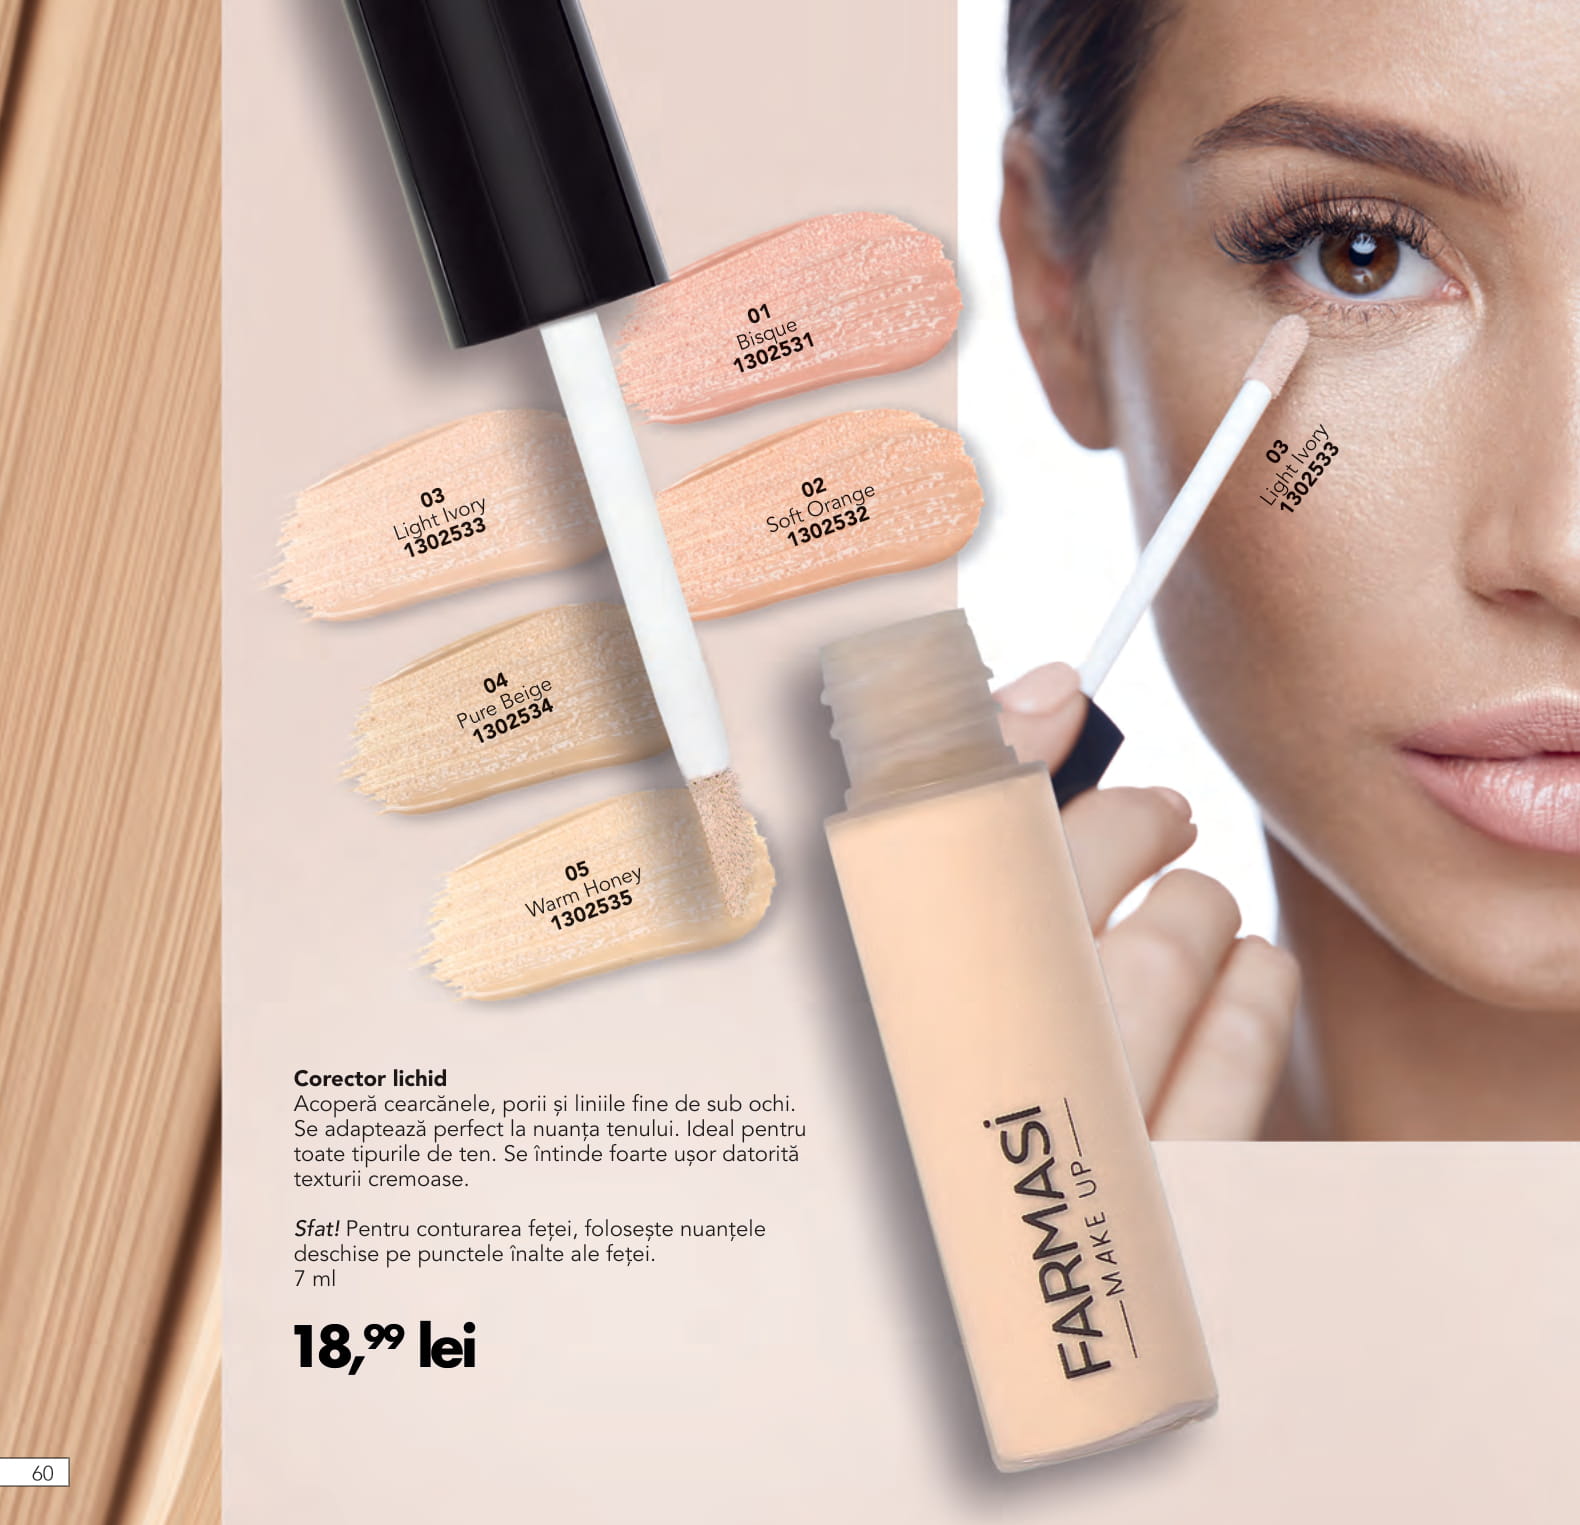 01
Bisque
1302531
03
Light Ivory
1302533
02
Soft Orange
1302532
03
Light Ivory
1302533
04
Pure Beige
1302534
05
Warm Honey
1302535
Corector lichid
Acoperă cearcănele, porii și liniile fine de sub ochi.
Se adaptează perfect la nuanța tenului. Ideal pentru
toate tipurile de ten. Se întinde foarte ușor datorită
texturii cremoase.
Sfat! Pentru conturarea feței, folosește nuanțele
deschise pe punctele înalte ale feței.
7 ml
18,99 lei
FARMASi
MAKE UP
60